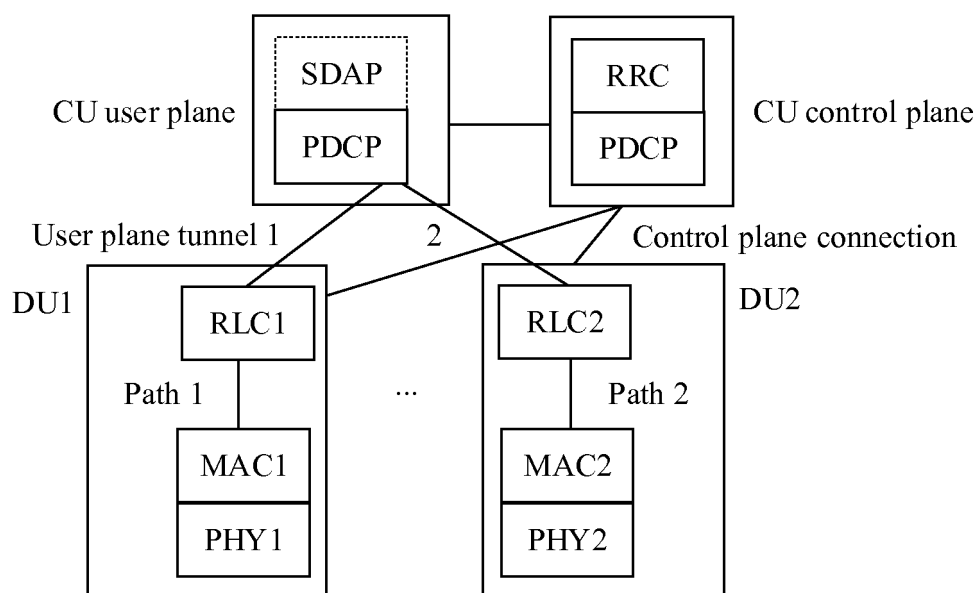 SDAP
RRC
CU user plane
CU control plane
PDCP
PDCP
User plane tunnel 1
2
Control plane connection
DU1
DU2
RLC1
RLC2
Path 1
...
Path 2
MAC1
MAC2
PHY1
PHY2